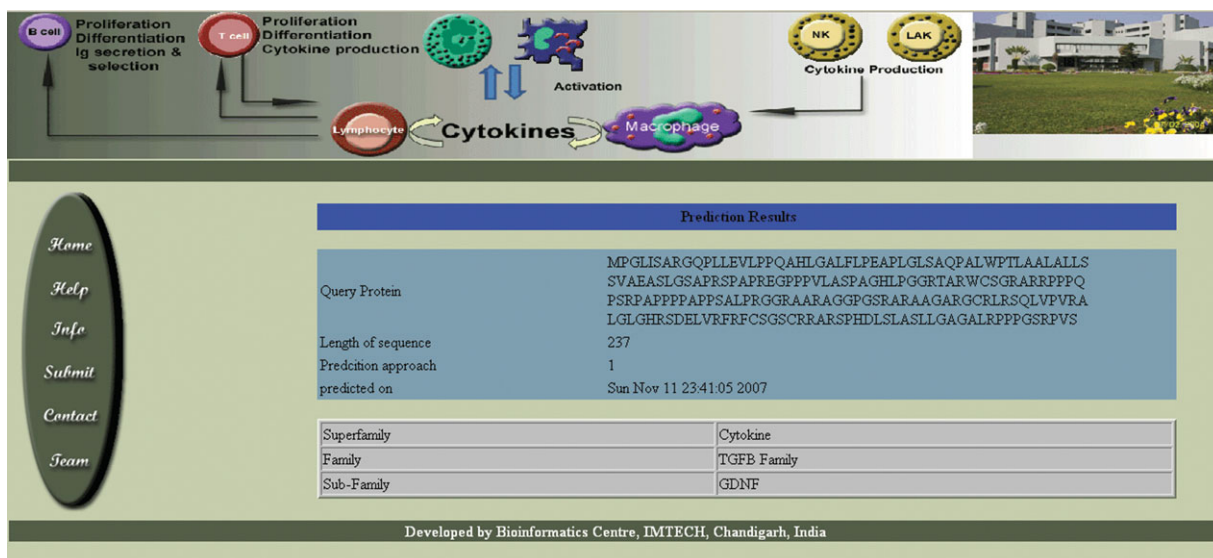 B cell
Proliferation
Differentiation
Ig secretion &
selection
T cell
Proliferation
Differentiation
Cytokine production
Activation
NK
LAK
Cytokine Production
Lymphocyte
Cytokines
Macrophage
Home
Help
Info
Submit
Contact
Team
Prediction Results
Query Protein
MPGLISARGQPLLEVLPPQAHLGALFLPEAPLGLSAQPALWPTLAALALLS
SVAEASLGSAPRSPAPREGPPPVLASPAGHLPGGRTARWCSGRARRPPPQ
PSRPAPPPPAPPSALPRGGRAARAGGPGSRARAAGARGCRLRSQLVPVRA
LGLGHRSDELVRFRFCSGSCRRARSPHDLSLASLLGAGALRPPPGSRPVS
Length of sequence 237
Predcition approach 1
predicted on Sun Nov 11 23:41:05 2007
Superfamily Cytokine
Family TGFB Family
Sub-Family GDNF
Developed by Bioinformatics Centre, IMTECH, Chandigarh, India